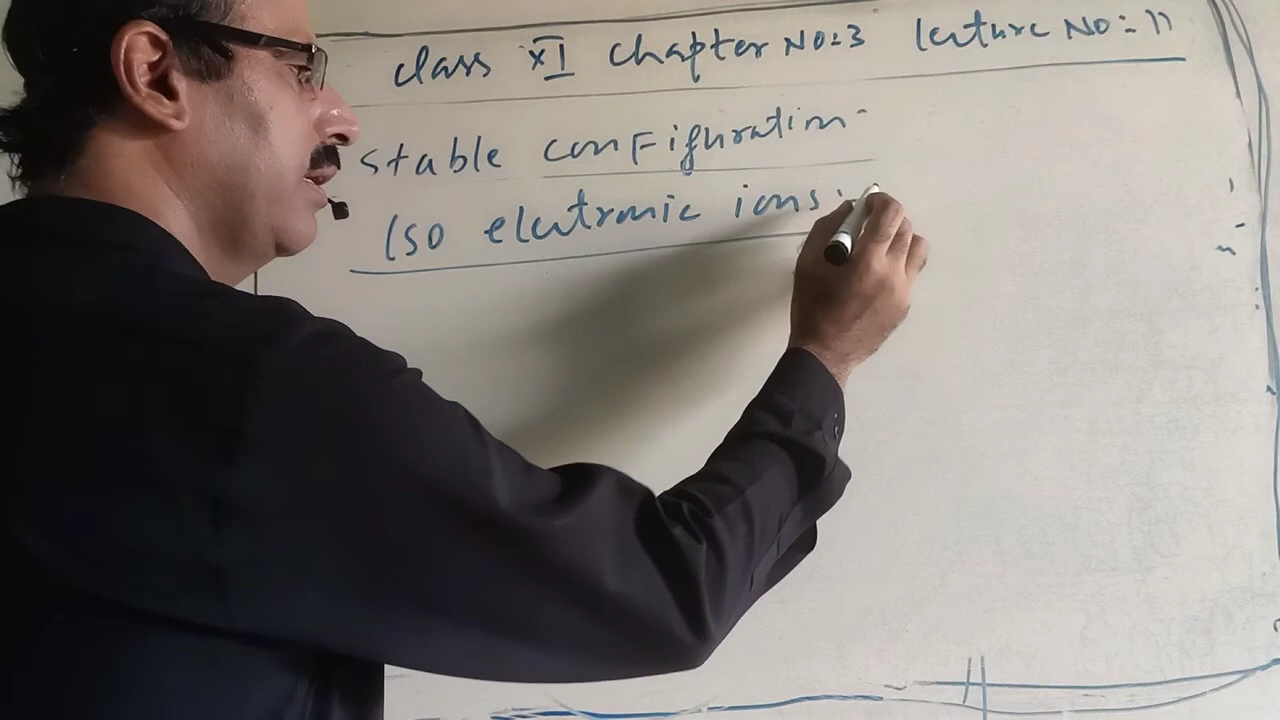 class XI Chapter NO=3 lecture NO:11
stable configuration-
Iso electronic ions: